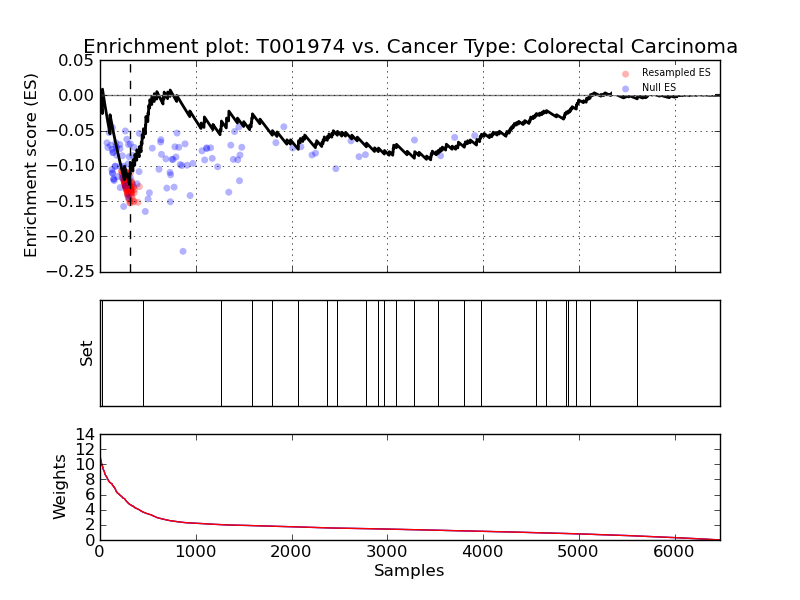 Enrichment plot: T001974 vs. Cancer Type: Colorectal Carcinoma
Enrichment score (ES)
0.05
0.00
−0.05
−0.10
−0.15
−0.20
−0.25
Resampled ES
Null ES
Set
Weights
14
12
10
8
6
4
2
0
0 1000 2000 3000 4000 5000 6000
Samples